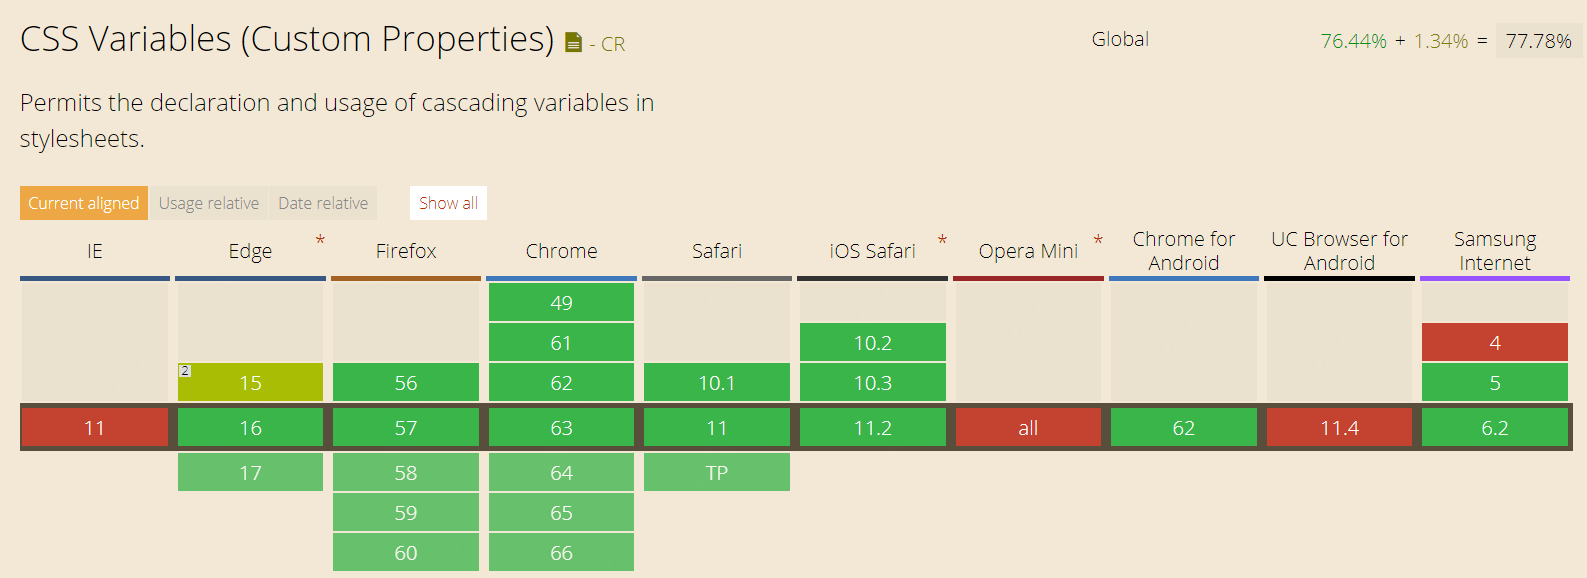 CSS Variables (Custom Properties) - CR
Global 76.44% + 1.34% = 77.78%
Permits the declaration and usage of cascading variables in
stylesheets.
Current aligned Usage relative Date relative Show all
IE Edge * Firefox Chrome Safari iOS Safari * Opera Mini * Chrome for Android UC Browser for Android Samsung Internet
49
61 10.2 4
2 15 56 62 10.1 10.3 5
11 16 57 63 11 11.2 all 62 11.4 6.2
17 58 64 TP
59 65
60 66